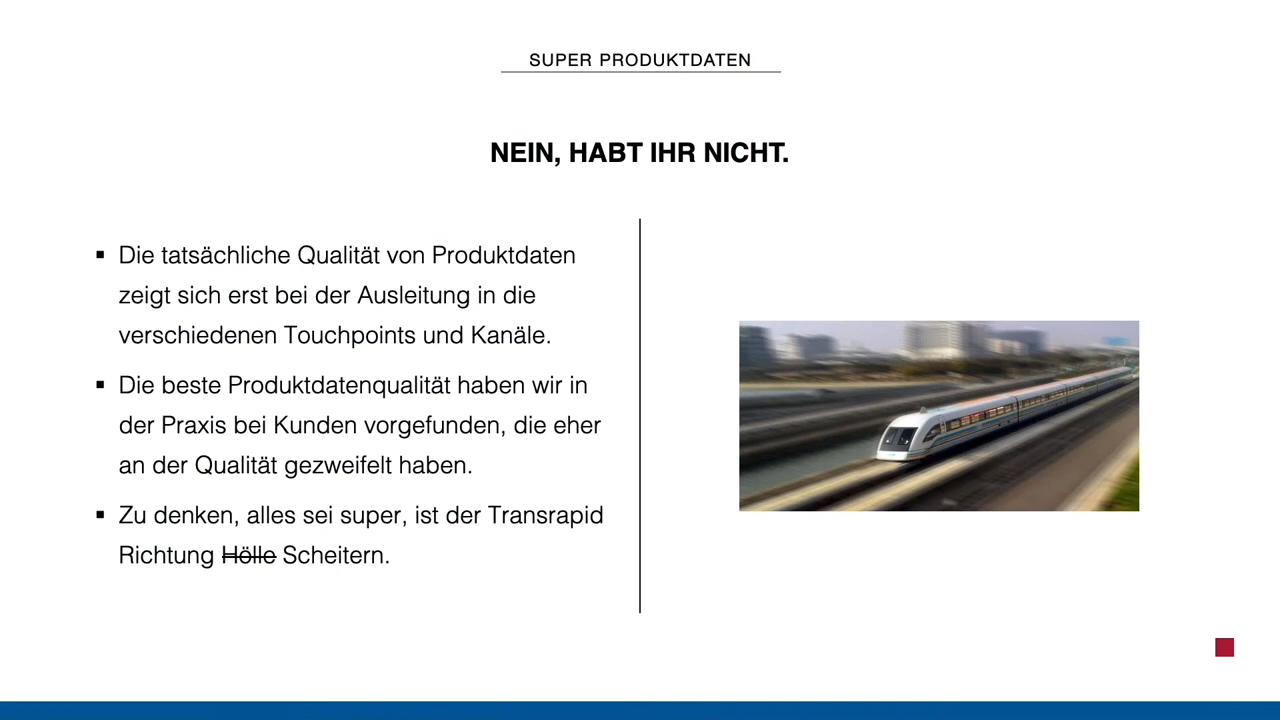 SUPER PRODUKTDATEN
NEIN, HABT IHR NICHT.
▪ Die tatsächliche Qualität von Produktdaten
zeigt sich erst bei der Ausleitung in die
verschiedenen Touchpoints und Kanäle.
▪ Die beste Produktdatenqualität haben wir in
der Praxis bei Kunden vorgefunden, die eher
an der Qualität gezweifelt haben.
▪ Zu denken, alles sei super, ist der Transrapid
Richtung Hölle Scheitern.